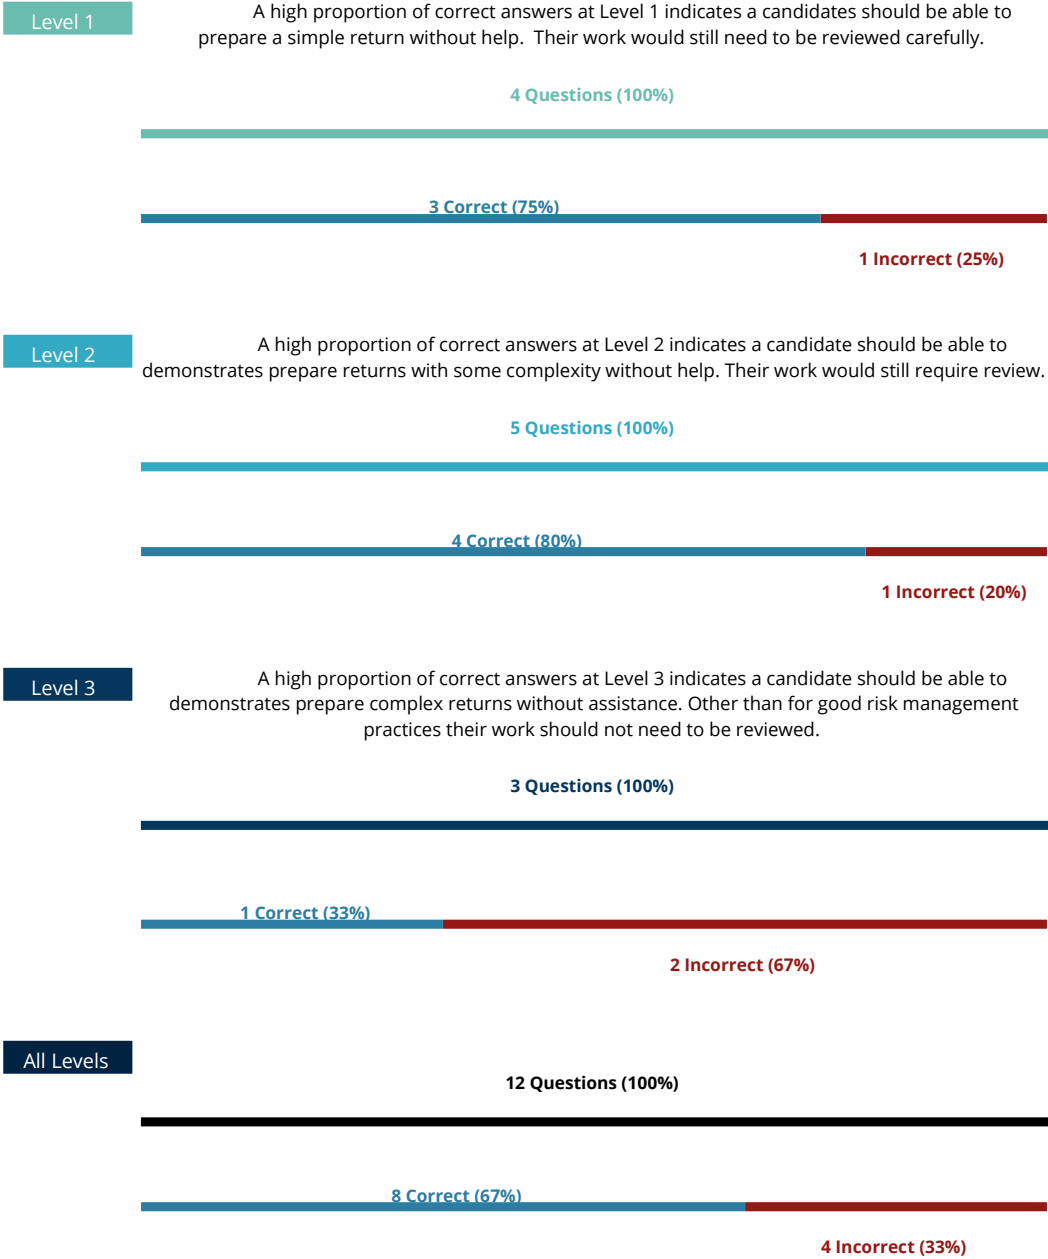 Level 1
A high proportion of correct answers at Level 1 indicates a candidates should be able to
prepare a simple return without help.  Their work would still need to be reviewed carefully.
4 Questions (100%)
3 Correct (75%)
1 Incorrect (25%)
Level 2
A high proportion of correct answers at Level 2 indicates a candidate should be able to
demonstrates prepare returns with some complexity without help. Their work would still require review.
5 Questions (100%)
4 Correct (80%)
1 Incorrect (20%)
Level 3
A high proportion of correct answers at Level 3 indicates a candidate should be able to
demonstrates prepare complex returns without assistance. Other than for good risk management
practices their work should not need to be reviewed.
3 Questions (100%)
1 Correct (33%)
2 Incorrect (67%)
All Levels
12 Questions (100%)
8 Correct (67%)
4 Incorrect (33%)